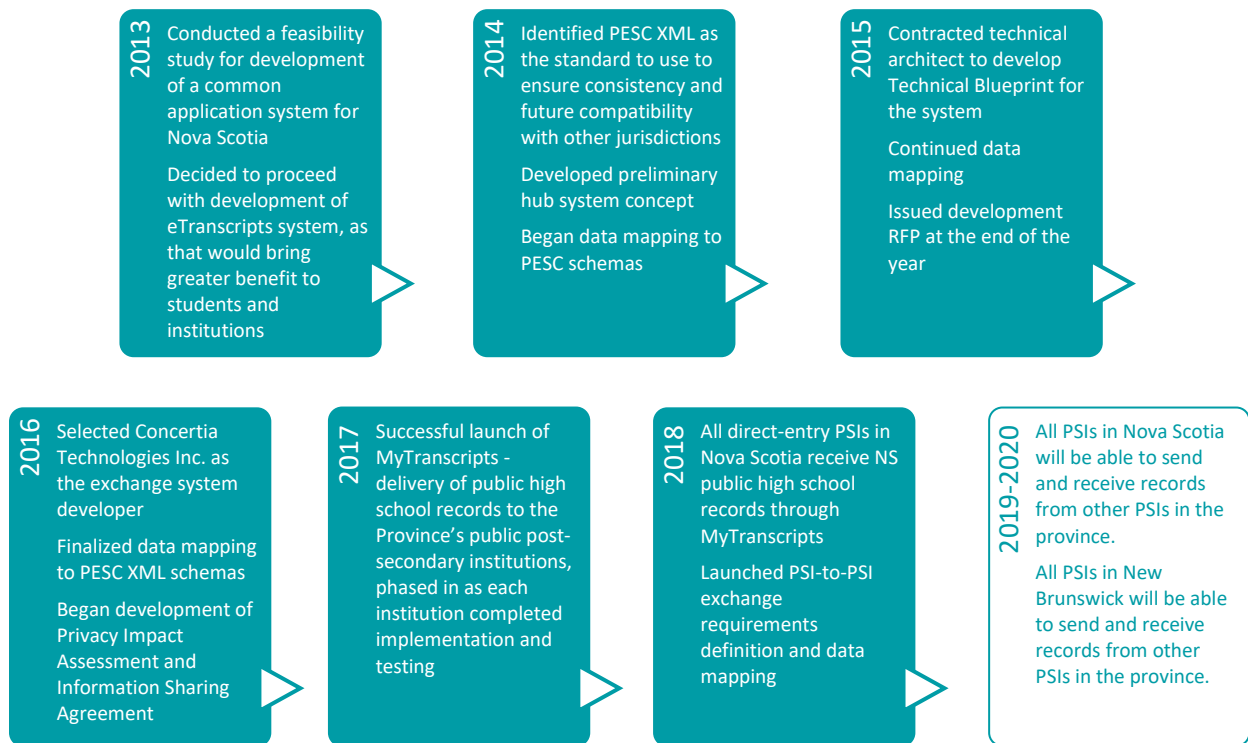 2013
Conducted a feasibility
study for development
of a common
application system for
Nova Scotia
Decided to proceed
with development of
eTranscripts system, as
that would bring
greater benefit to
students and
institutions
2014
Identified PESC XML as
the standard to use to
ensure consistency and
future compatibility
with other jurisdictions
Developed preliminary
hub system concept
Began data mapping to
PESC schemas
2015
Contracted technical
architect to develop
Technical Blueprint for
the system
Continued data
mapping
Issued development
RFP at the end of the
year
2016
Selected Concertia
Technologies Inc. as
the exchange system
developer
Finalized data mapping
to PESC XML schemas
Began development of
Privacy Impact
Assessment and
Information Sharing
Agreement
2017
Successful launch of
MyTranscripts -
delivery of public high
school records to the
Province’s public post-
secondary institutions,
phased in as each
institution completed
implementation and
testing
2018
All direct-entry PSIs in
Nova Scotia receive NS
public high school
records through
MyTranscripts
Launched PSI-to-PSI
exchange
requirements
definition and data
mapping
2019-2020
All PSIs in Nova Scotia
will be able to send
and receive records
from other PSIs in the
province.
All PSIs in New
Brunswick will be able
to send and receive
records from other
PSIs in the province.